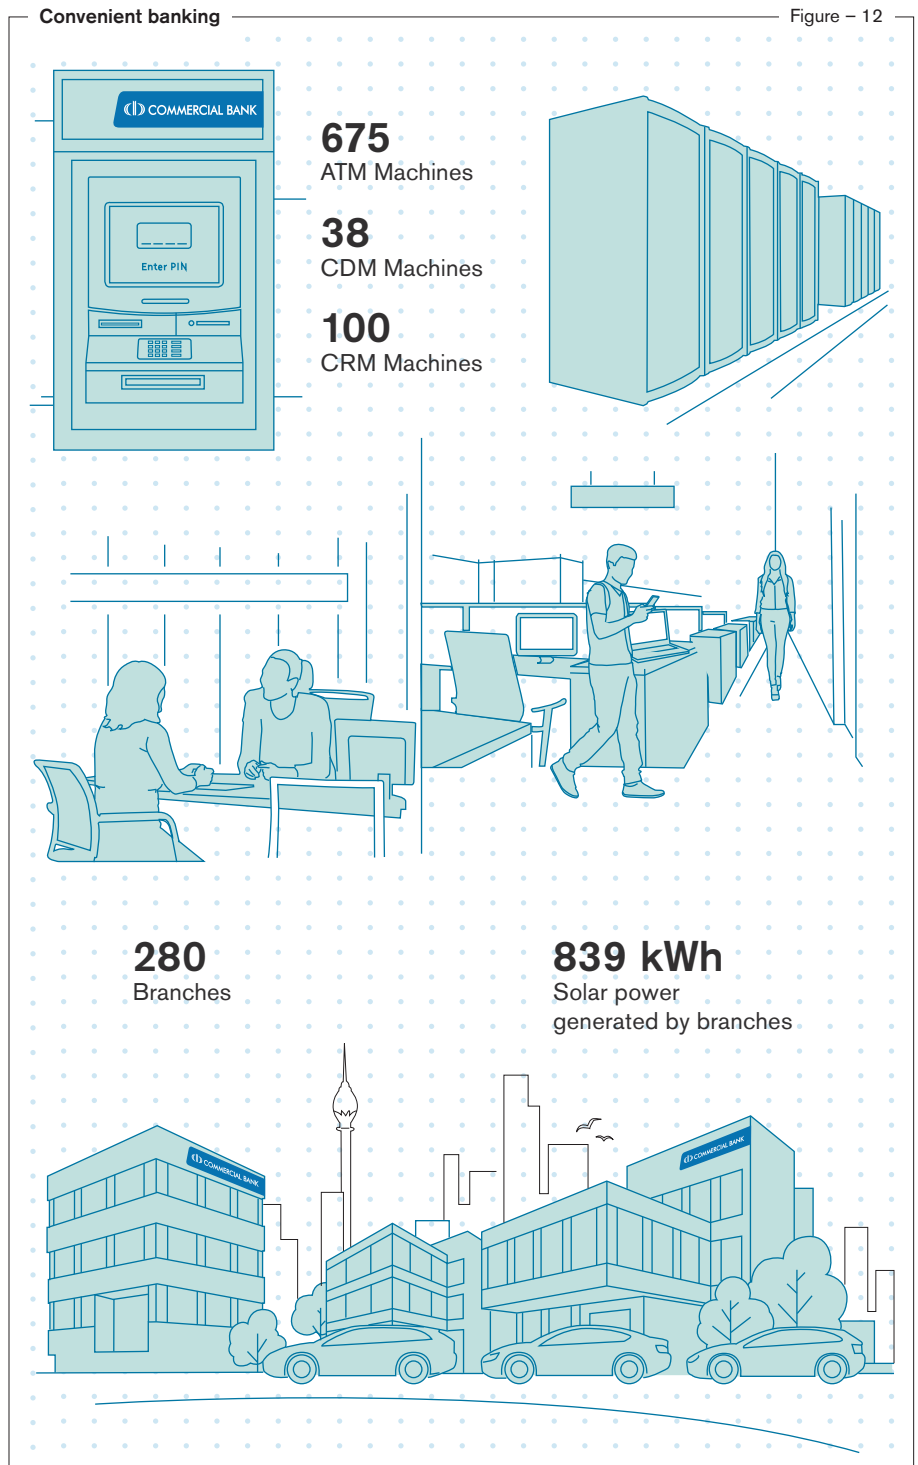 Convenient banking
Figure – 12
COMMERCIAL BANK
675
ATM Machines
Enter PIN
38
CDM Machines
100
CRM Machines
280
Branches
839 kWh
Solar power
generated by branches
COMMERCIAL BANK
COMMERCIAL BANK